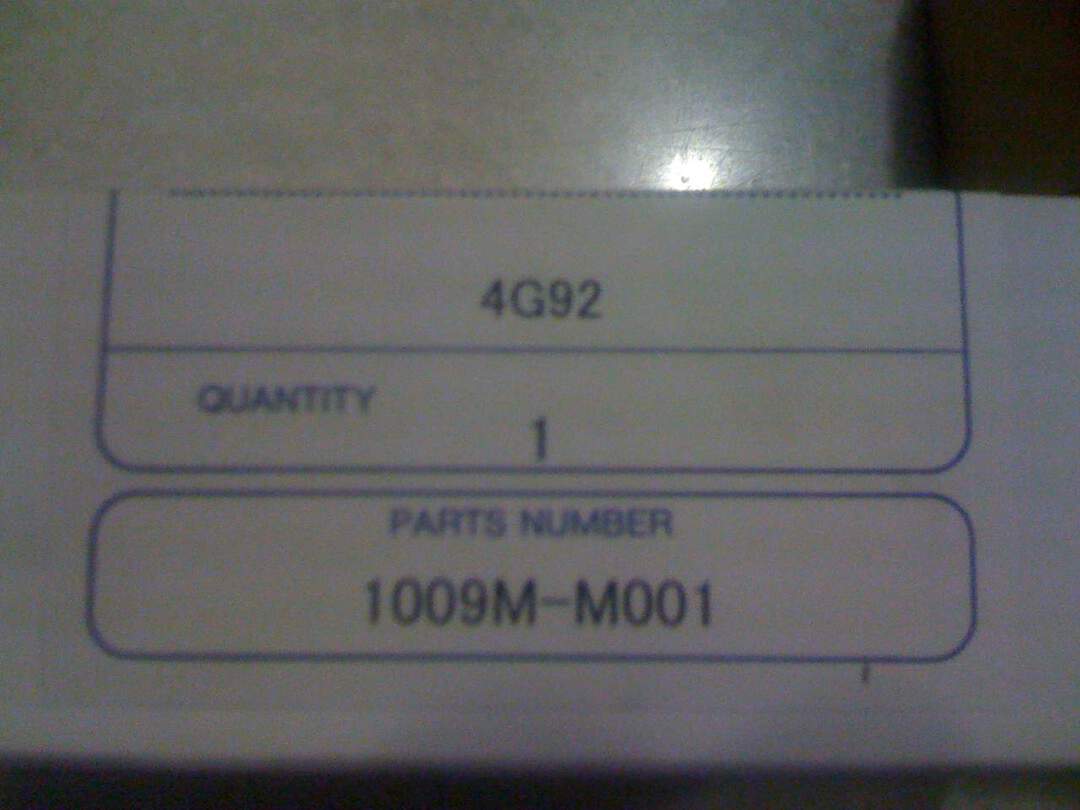 4G92
QUANTITY
1
PARTS NUMBER
1009M-M001